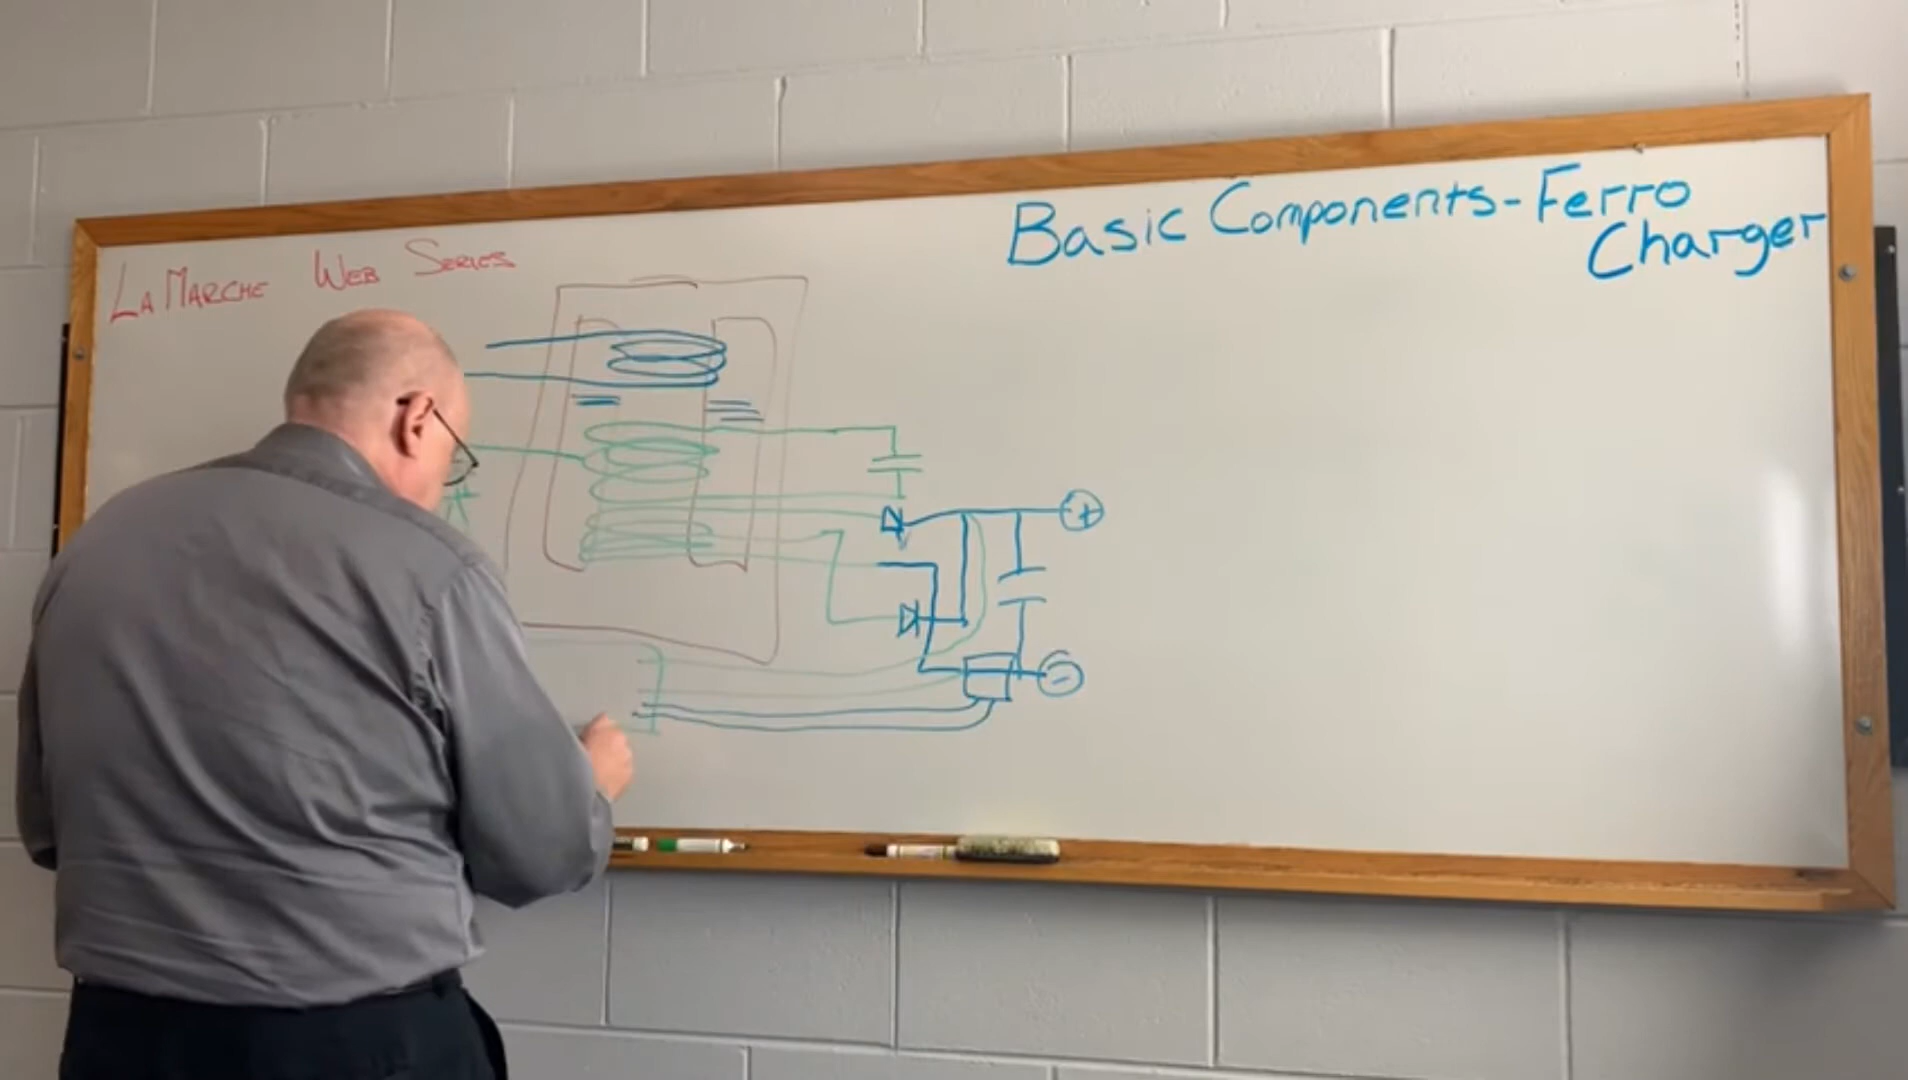 LA MARCHE WEB SERIES
Basic Components-Ferro
Charger
+
-